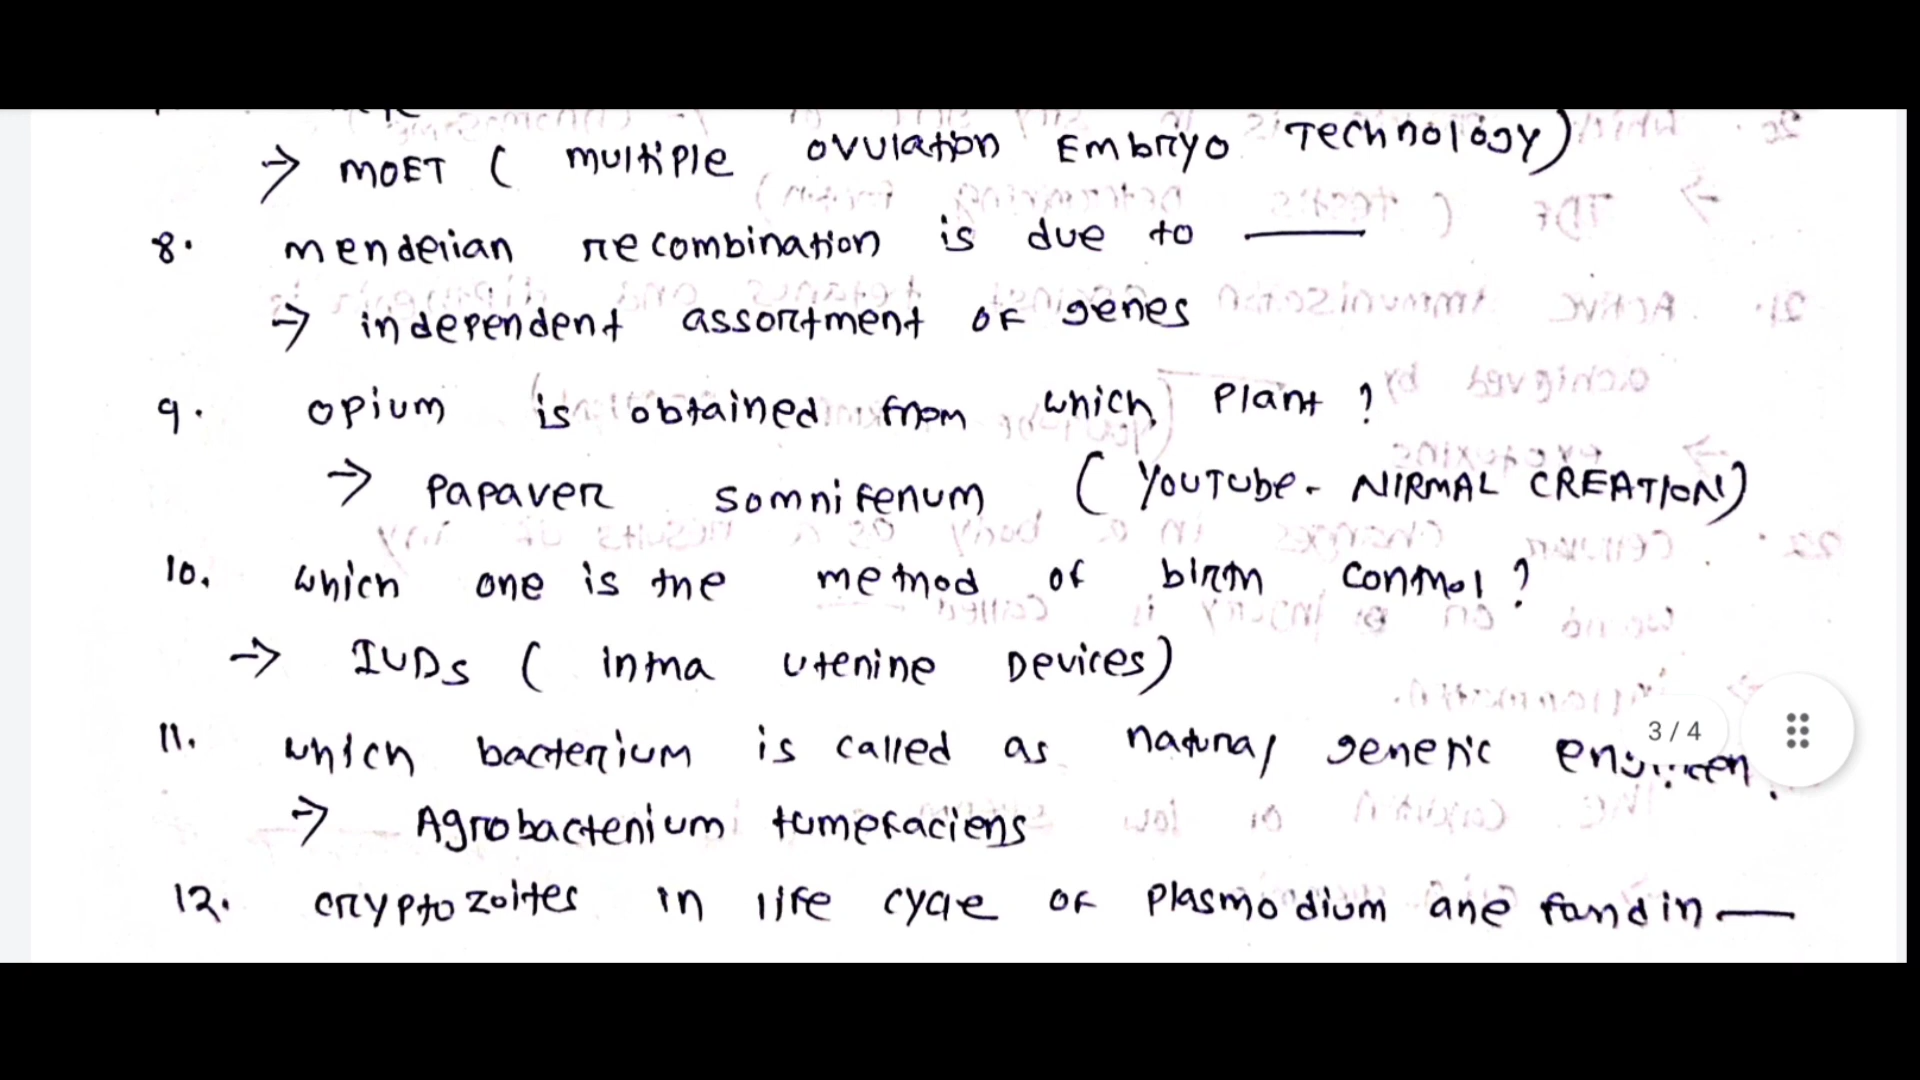 → MOET ( multiple ovulation Embryo Technology)
8. mendelian recombination is due to ____
→ independent assortment of genes
9. opium is obtained from which plant ?
→ papaver somniferum ( YouTube - NIRMAL CREATION)
10. which one is the method of birth control ?
→ IUDs ( intra uterine Devices)
11. which bacterium is called as natural genetic
3 / 4
→ Agrobacterium tumefaciens
12. cryptozoites in life cycle of plasmodium are found in ____